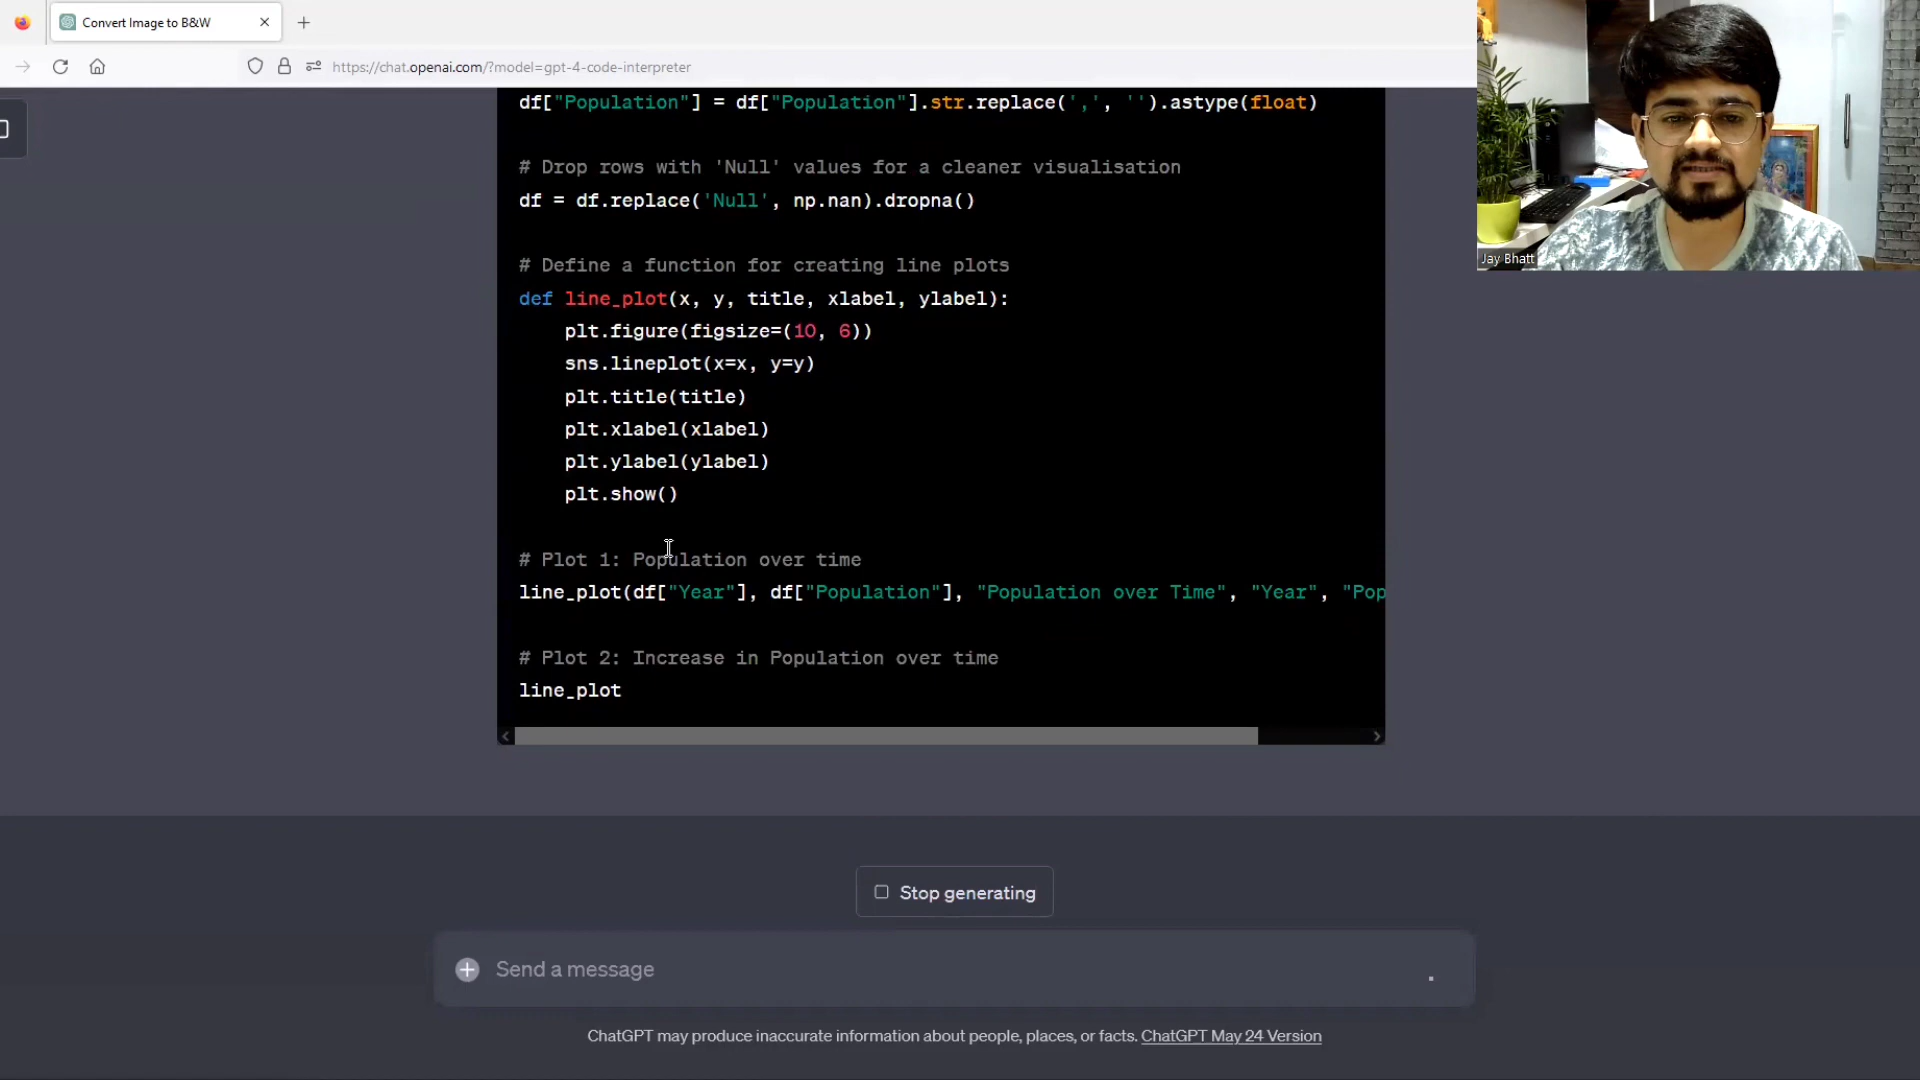 Convert Image to B&W
https://chat.openai.com/?model=gpt-4-code-interpreter
df["Population"] = df["Population"].str.replace(',', '').astype(float)
# Drop rows with 'Null' values for a cleaner visualisation
df = df.replace('Null', np.nan).dropna()
# Define a function for creating line plots
def line_plot(x, y, title, xlabel, ylabel):
plt.figure(figsize=(10, 6))
sns.lineplot(x=x, y=y)
plt.title(title)
plt.xlabel(xlabel)
plt.ylabel(ylabel)
plt.show()
# Plot 1: Population over time
line_plot(df["Year"], df["Population"], "Population over Time", "Year", "Pop
# Plot 2: Increase in Population over time
line_plot
Stop generating
Send a message
ChatGPT may produce inaccurate information about people, places, or facts. ChatGPT May 24 Version
Jay Bhatt